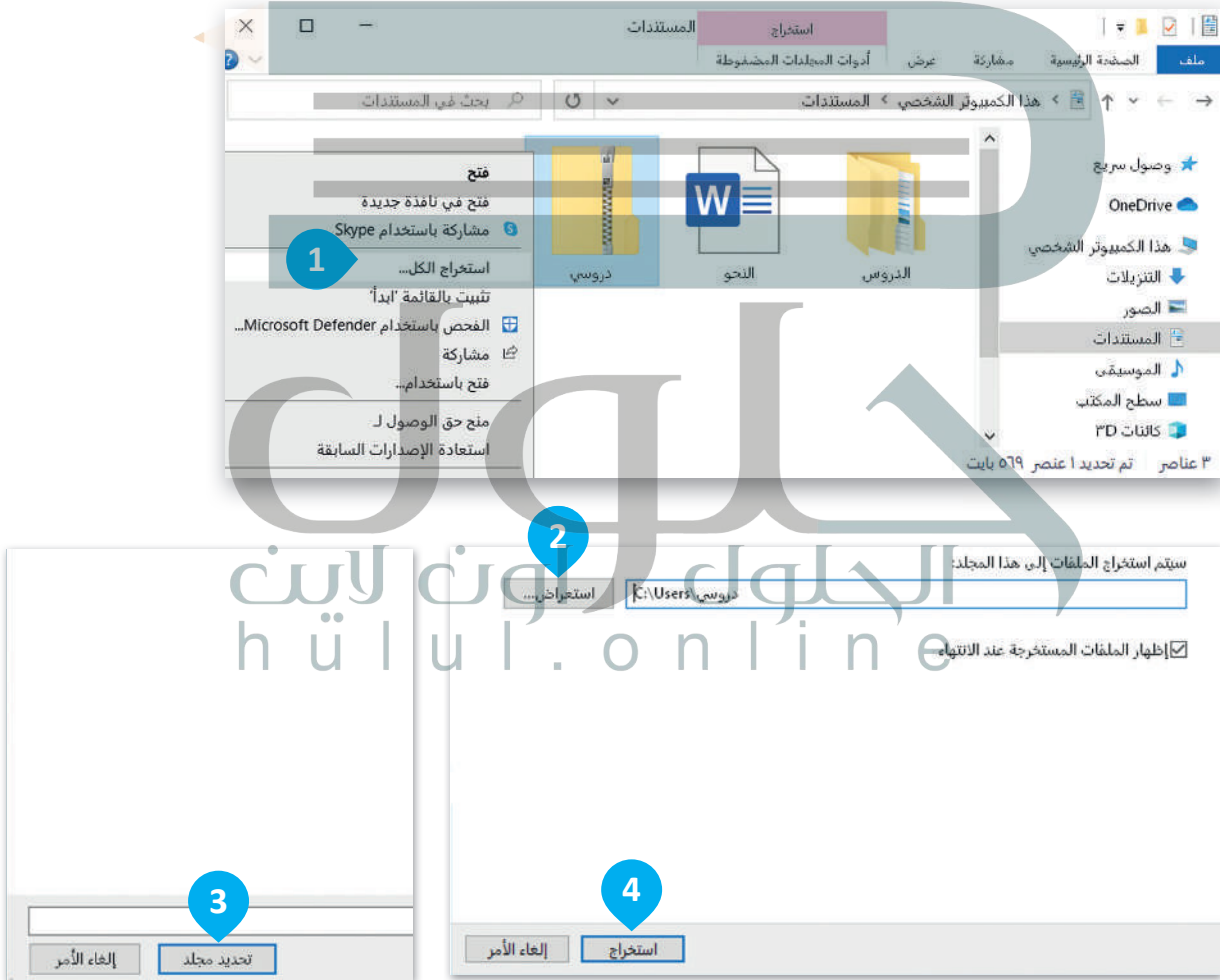 استخراج
المستندات
ملف
الصفحة الرئيسية
مشاركة
عرض
أدوات المجلدات المضغوطة
هذا الكمبيوتر الشخصي
المستندات
بحث في المستندات
وصول سريع
OneDrive
هذا الكمبيوتر الشخصي
التنزيلات
الصور
المستندات
الموسيقى
سطح المكتب
كائنات ٣D
الدروس
النحو
دروسي
W
فتح
فتح في نافذة جديدة
مشاركة باستخدام Skype
1
استخراج الكل...
تثبيت بالقائمة 'ابدأ'
الفحص باستخدام Microsoft Defender...
مشاركة
فتح باستخدام...
منح حق الوصول لـ
استعادة الإصدارات السابقة
٣ عناصر
تم تحديد ١ عنصر ٥٦٩ بايت
حلول
الحلول اون لاين
hülul.online
2
سيتم استخراج الملفات إلى هذا المجلد:
C:\Users\دروسي
استعراض...
إظهار الملفات المستخرجة عند الانتهاء
3
تحديد مجلد
إلغاء الأمر
4
استخراج
إلغاء الأمر